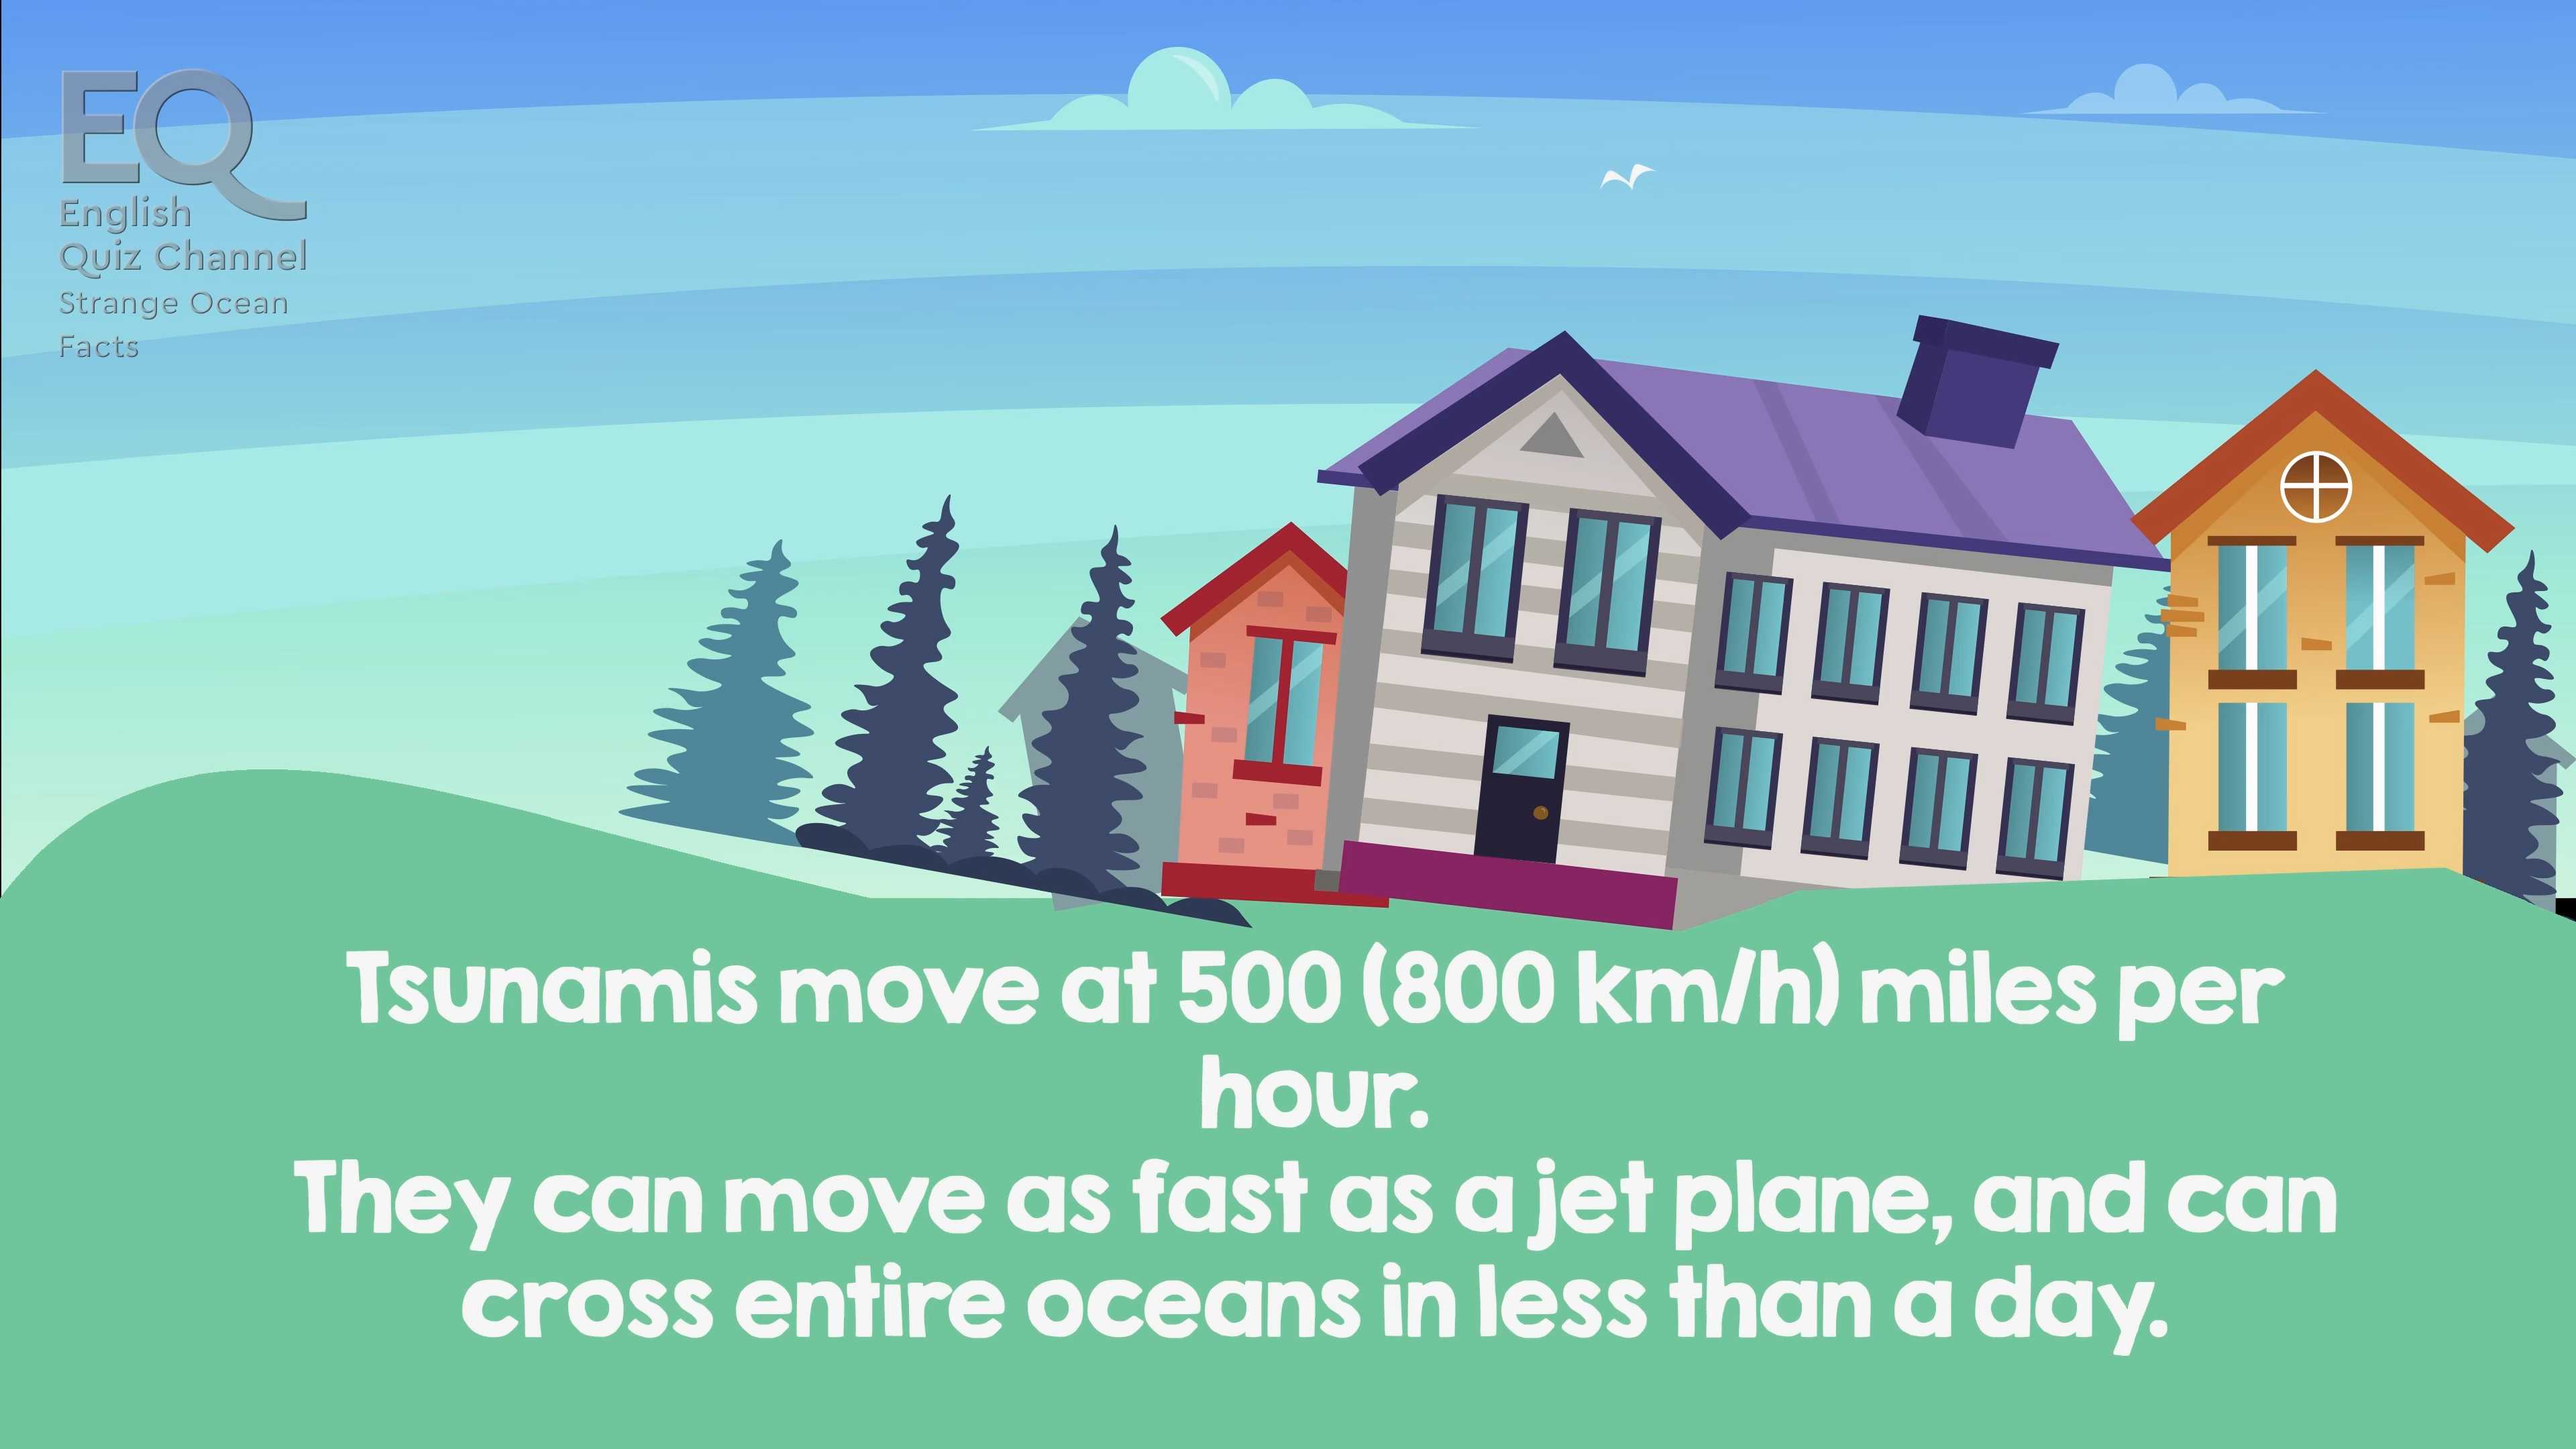 EQ
English
Quiz Channel
Strange Ocean
Facts
Tsunamis move at 500 (800 km/h) miles per
hour.
They can move as fast as a jet plane, and can
cross entire oceans in less than a day.